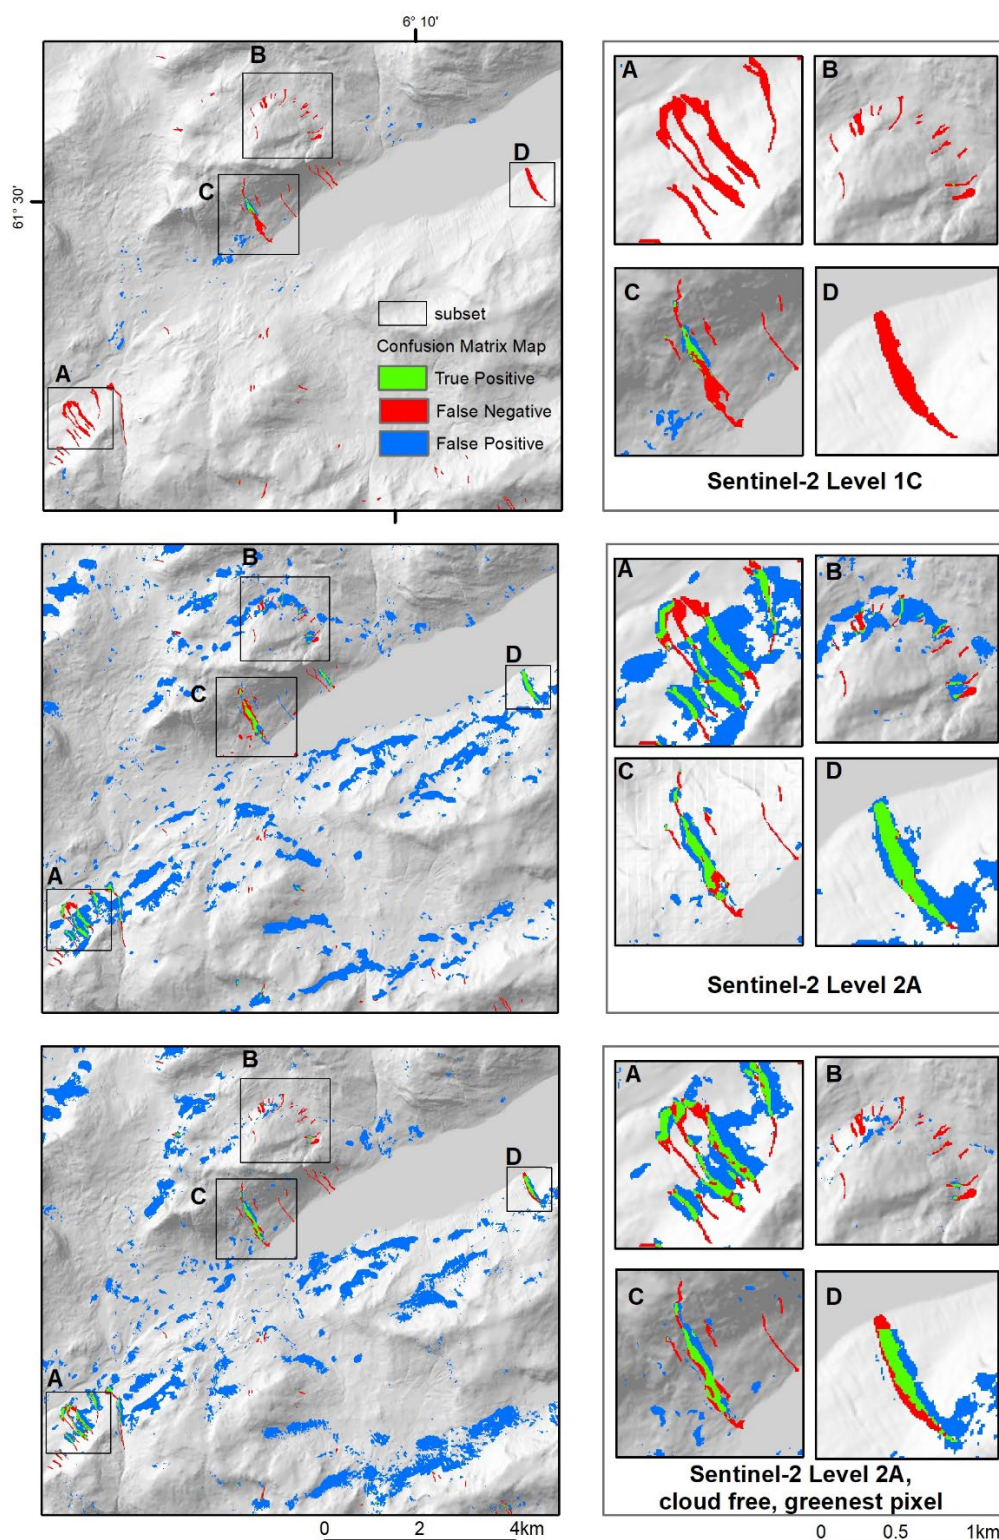 6° 10'
61° 30'
B
C
D
A
subset
Confusion Matrix Map
True Positive
False Negative
False Positive
A
B
C
D
Sentinel-2 Level 1C
B
C
D
A
A
B
C
D
Sentinel-2 Level 2A
B
C
D
A
0 2 4km
A
B
C
D
Sentinel-2 Level 2A,
cloud free, greenest pixel
0 0.5 1km